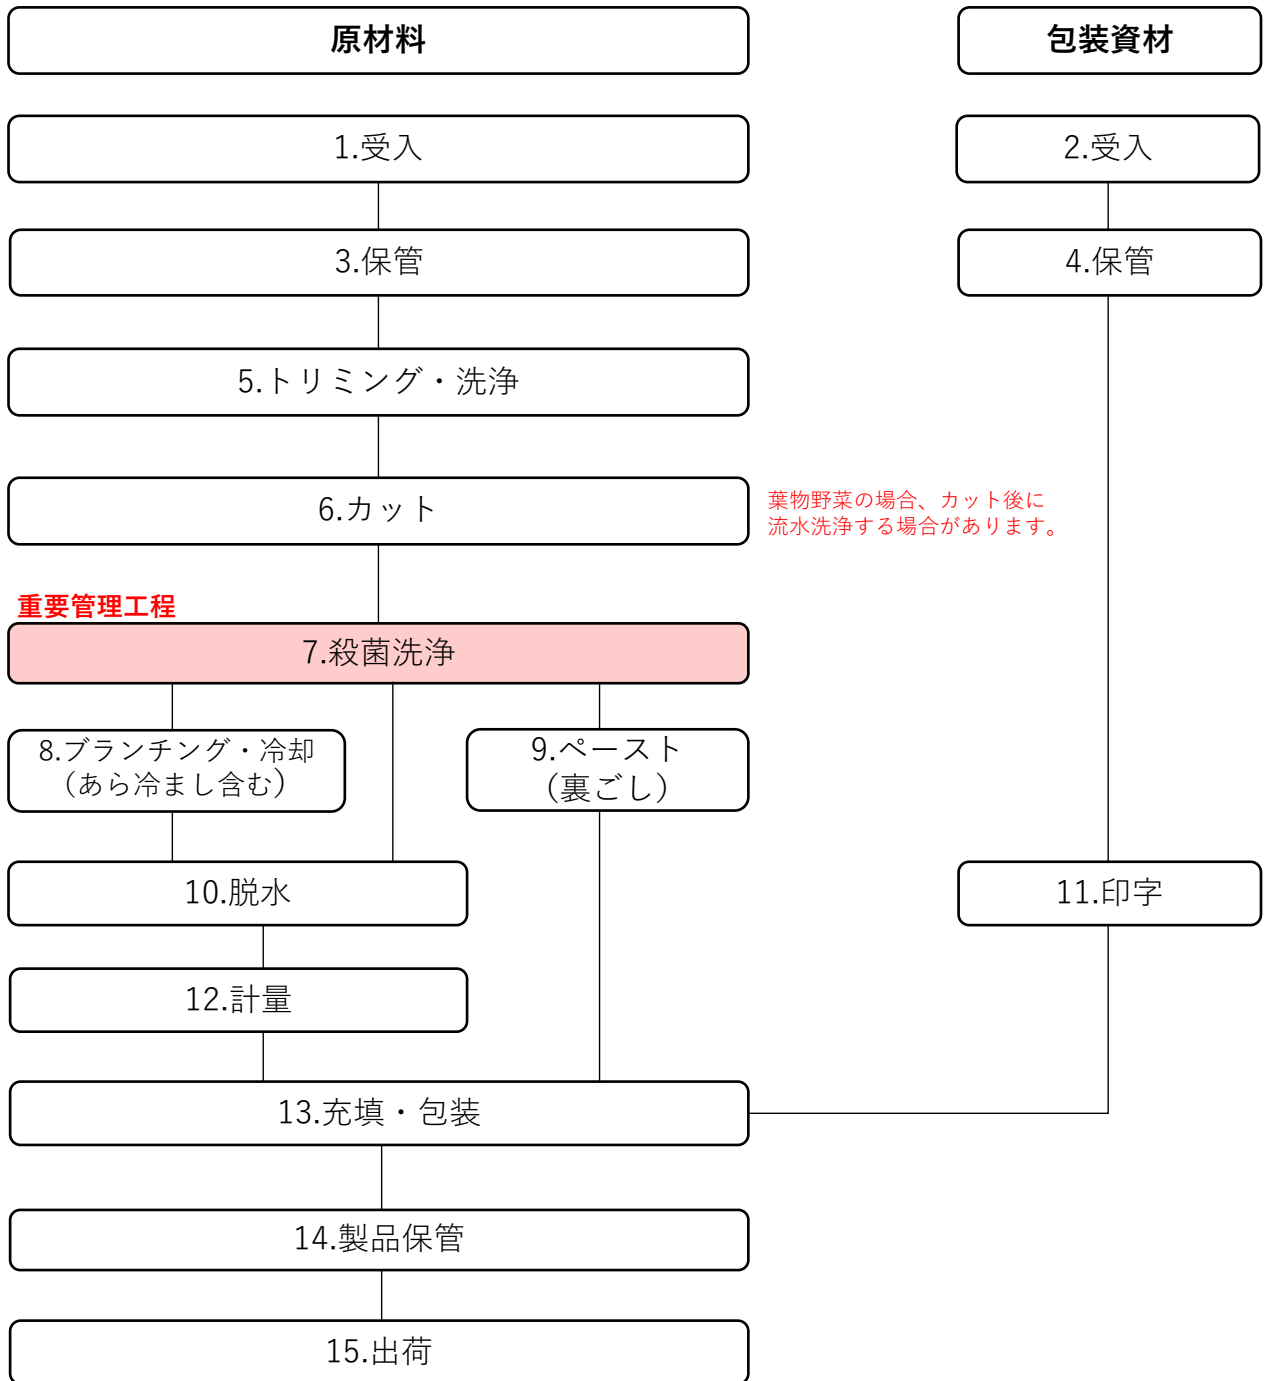 原材料
包装資材
1.受入
2.受入
3.保管
4.保管
5.トリミング・洗浄
6.カット
葉物野菜の場合、カット後に
流水洗浄する場合があります。
重要管理工程
7.殺菌洗浄
8.ブランチング・冷却
（あら冷まし含む）
9.ペースト
（裏ごし）
10.脱水
11.印字
12.計量
13.充填・包装
14.製品保管
15.出荷